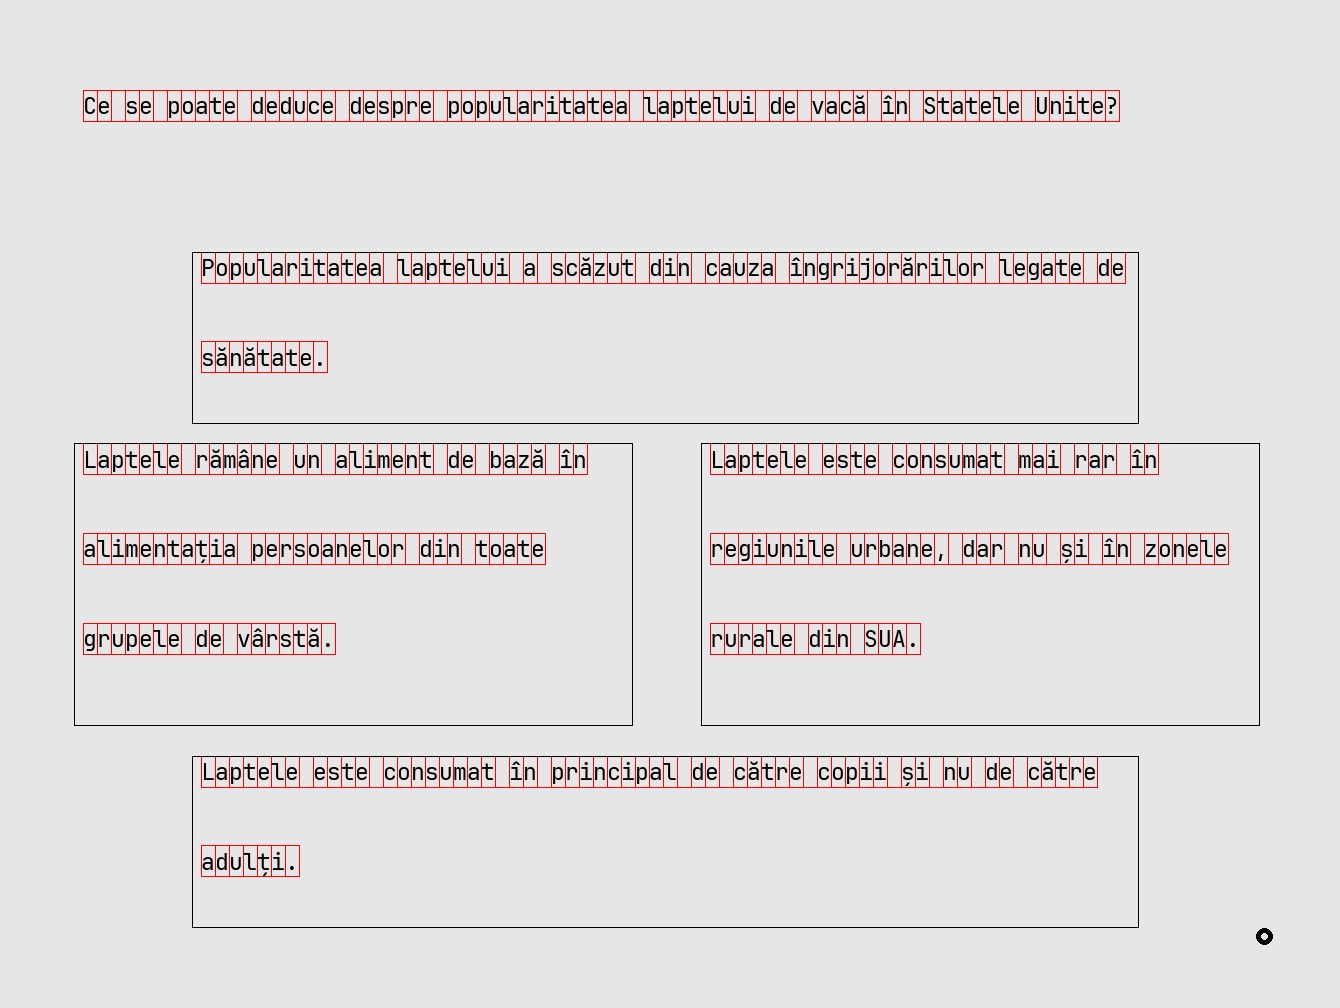 Ce se poate deduce despre popularitatea laptelui de vacă în Statele Unite?
Popularitatea laptelui a scăzut din cauza îngrijorărilor legate de
sănătate.
Laptele rămâne un aliment de bază în
alimentația persoanelor din toate
grupele de vârstă.
Laptele este consumat mai rar în
regiunile urbane, dar nu și în zonele
rurale din SUA.
Laptele este consumat în principal de către copii și nu de către
adulți.